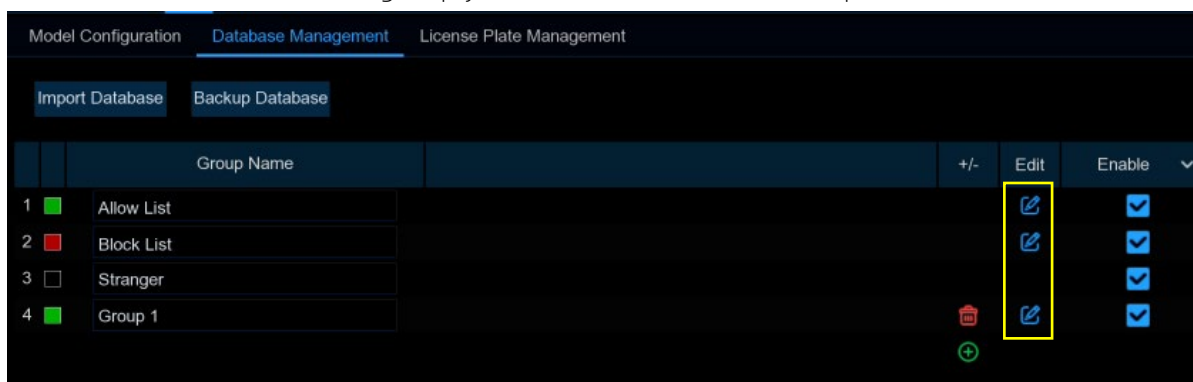 Model Configuration Database Management License Plate Management
Import Database Backup Database
Group Name +/- Edit Enable
1 Allow List
2 Block List
3 Stranger
4 Group 1